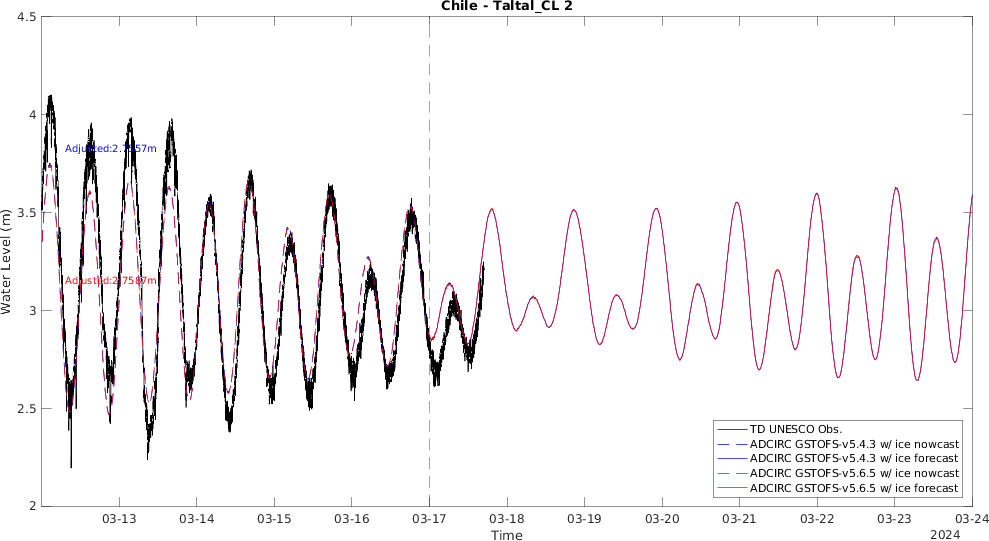 Chile - Taltal_CL 2
4.5
4
3.5
3
2.5
2
Water Level (m)
Adjusted:2.7557m
Adjusted:2.7587m
TD UNESCO Obs.
ADCIRC GSTOFS-v5.4.3 w/ ice nowcast
ADCIRC GSTOFS-v5.4.3 w/ ice forecast
ADCIRC GSTOFS-v5.6.5 w/ ice nowcast
ADCIRC GSTOFS-v5.6.5 w/ ice forecast
03-13 03-14 03-15 03-16 03-17 03-18 03-19 03-20 03-21 03-22 03-23 03-24
Time
2024